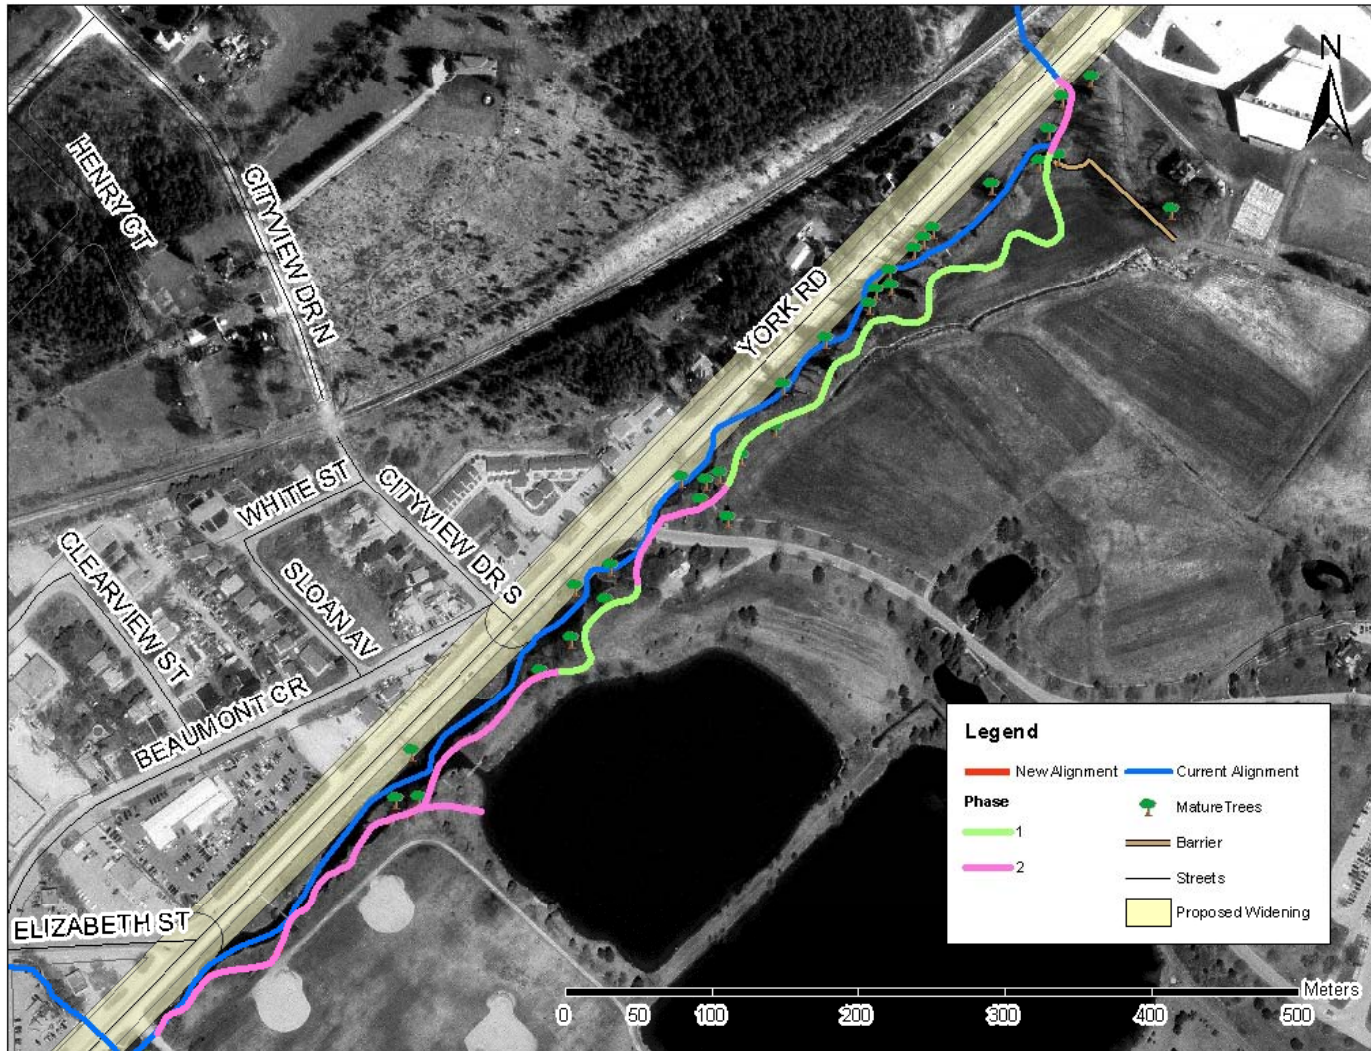 N
HENRY CT
CITYVIEW DR N
YORK RD
WHITE ST
CITYVIEW DR S
CLEARVIEW ST
SLOAN AV
BEAUMONT CR
ELIZABETH ST
Legend
New Alignment
Current Alignment
Phase
Mature Trees
1
Barrier
2
Streets
Proposed Widening
Meters
0 50 100 200 300 400 500